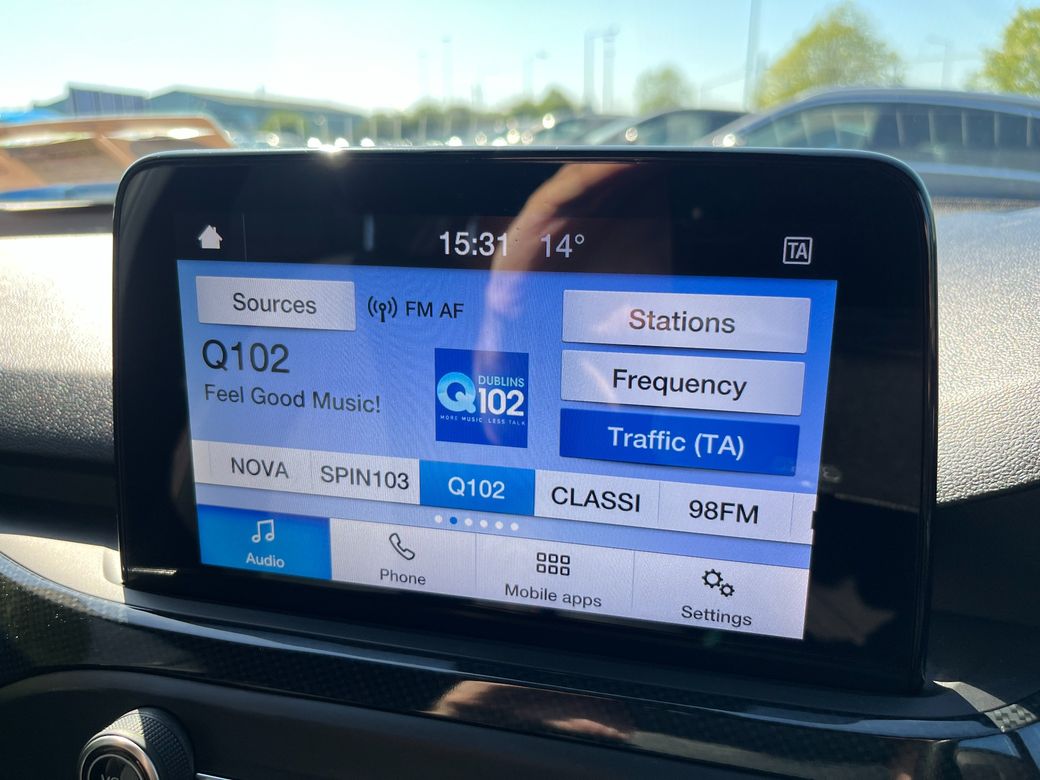 15:31 14°
TA
Sources
FM AF
Stations
Q102
Feel Good Music!
DUBLINS
Q102
MORE MUSIC. LESS TALK
Frequency
Traffic (TA)
NOVA SPIN103 Q102 CLASSI 98FM
Audio Phone Mobile apps Settings